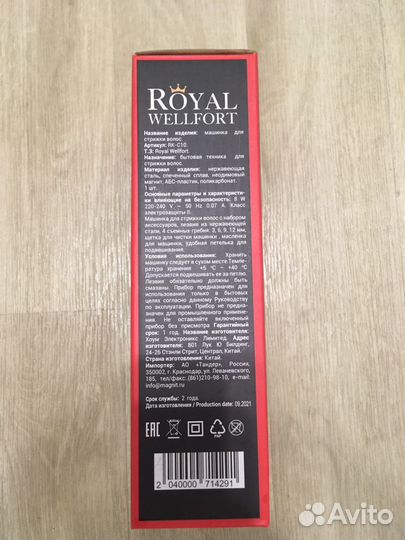 ROYAL
WELLFORT
Название изделия: машинка для
стрижки волос.
Артикул: RK-C10.
Т.З: Royal Wellfort.
Назначение: бытовая техника для
стрижки волос.
Материал изделия: нержавеющая
сталь, спеченный сплав, неодимовый
магнит, АБС-пластик, поликарбонат.
1 шт.
Основные параметры и характеристи-
ки влияющие на безопасность: 8 W
220-240 V ~ 50 Hz 0.07 A. Класс
электрозащиты II.
Машинка для стрижки волос с набором
аксессуаров, лезвия из нержавеющей
стали, 4 съемных гребня 3, 6, 9, 12 мм,
щетка для чистки машинки, масленка
для машинки, удобная петелька для
подвешивания.
Условия использования: Хранить
машинку следует в сухом месте.Темпе-
ратура хранения +5 °C – +40 °C
Допускается подвешивать ее за петлю.
Лезвия обязательно должны быть
смазаны. Прибор предназначен для
использования только в бытовых
целях согласно данному Руководству
по эксплуатации. Прибор не предназ-
начен для промышленного примене-
ния. Не оставляйте включенный
прибор без присмотра Гарантийный
срок: 1 год. Наименование изготовителя:
Хоум Электроникс Лимитед. Адрес
изготовителя: 801 Лук Ю Билдинг,
24-26 Стэнли Стрит, Централ, Китай.
Страна изготовления: Китай.
Импортер: АО «Тандер», Россия,
350002, г. Краснодар, ул. Леваневского,
185, тел/факс:(861)210-98-10, e-mail:
info@magnit.ru
Срок службы: 2 года.
Дата изготовления / Production date: 09.2021
EAC
PAP
2 040000 714291
Avito